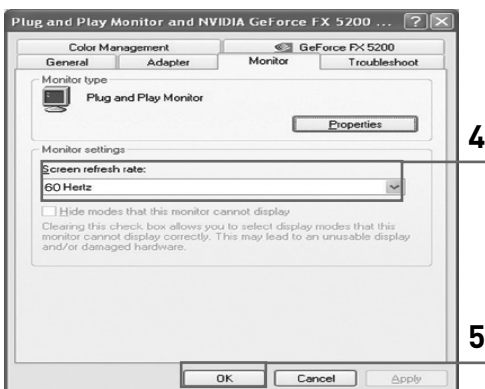 Plug and Play Monitor and NVIDIA GeForce FX 5200 ...
Color Management GeForce FX 5200
General Adapter Monitor Troubleshoot
Monitor type
Plug and Play Monitor
Properties
4
Monitor settings
Screen refresh rate:
60 Hertz
Hide modes that this monitor cannot display
Clearing this check box allows you to select display modes that this
monitor cannot display correctly. This may lead to an unusable display
and/or damaged hardware.
5
OK Cancel Apply